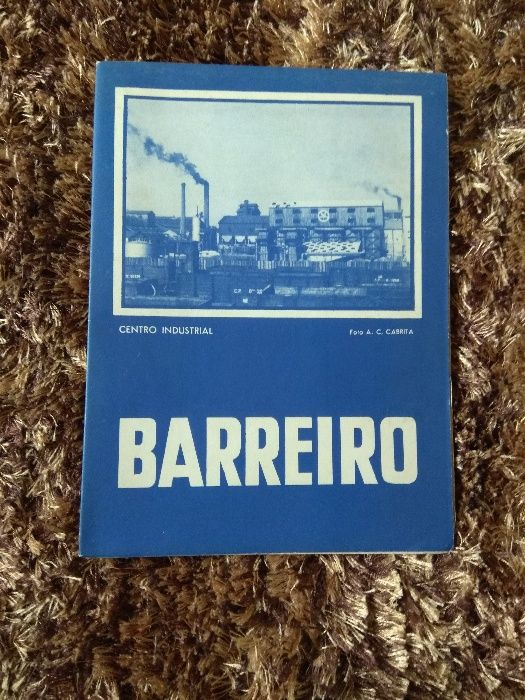 CENTRO INDUSTRIAL
Foto A. C. CABRITA
BARREIRO